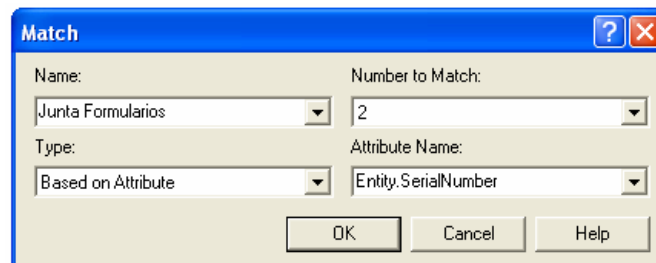 Match
Name: Number to Match:
Junta Formularios 2
Type: Attribute Name:
Based on Attribute Entity.SerialNumber
OK Cancel Help